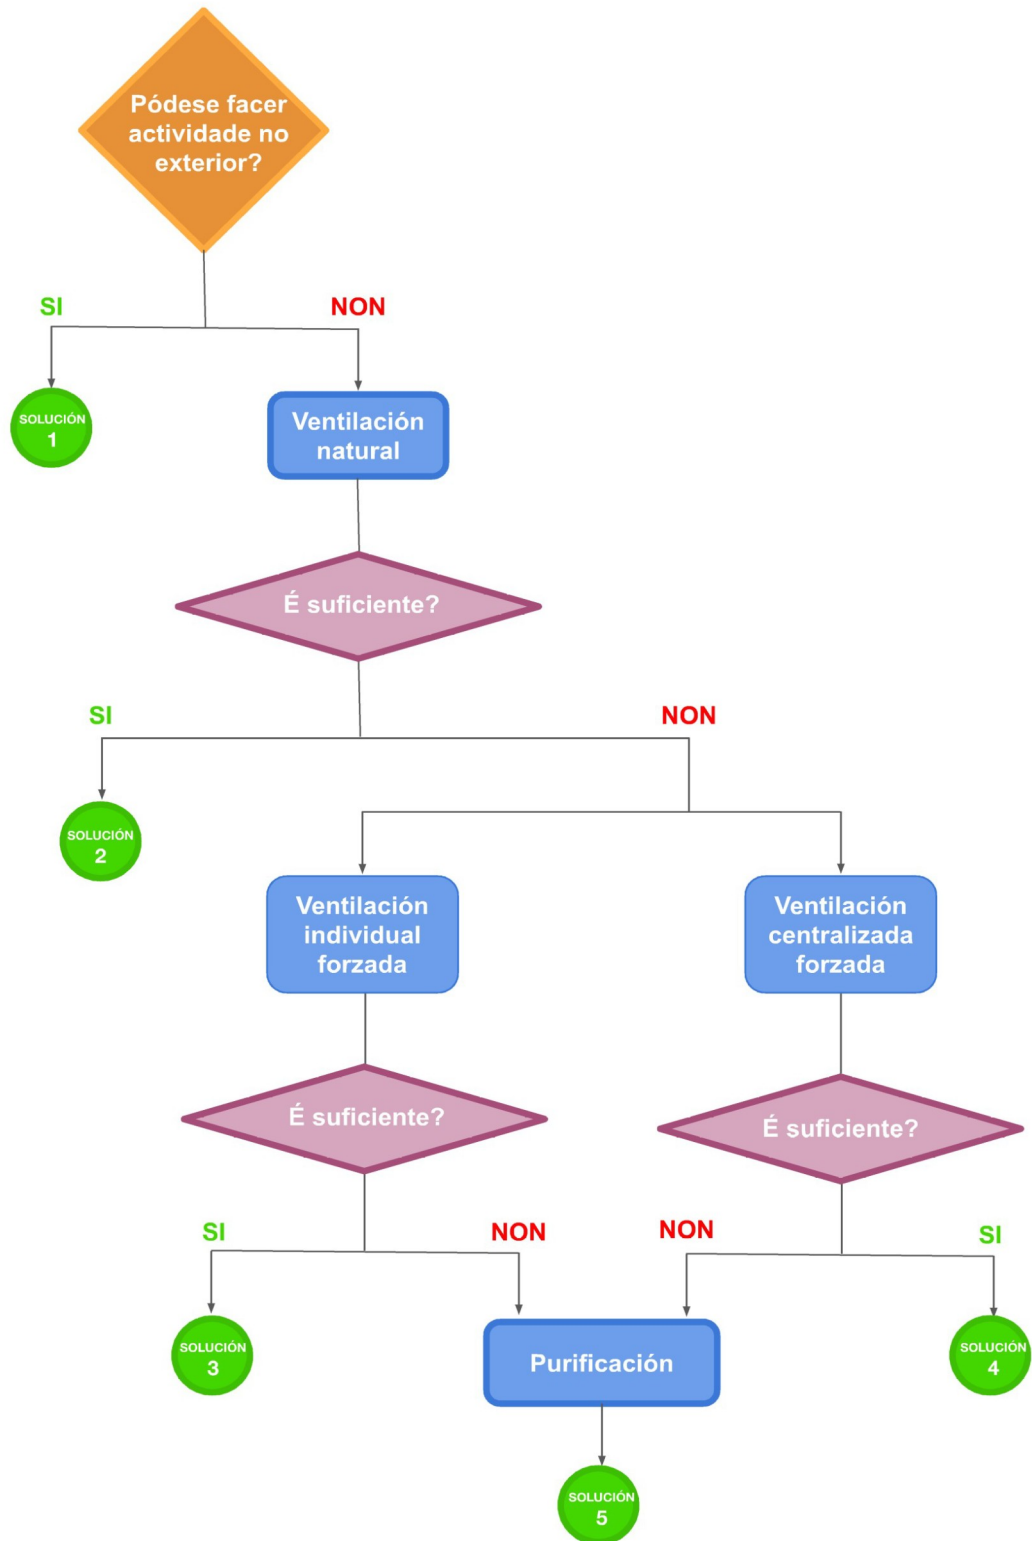 Pódese facer
actividade no
exterior?
SI
NON
SOLUCIÓN
1
Ventilación
natural
É suficiente?
SI
NON
SOLUCIÓN
2
Ventilación
individual
forzada
Ventilación
centralizada
forzada
É suficiente?
É suficiente?
SI
NON
NON
SI
SOLUCIÓN
3
Purificación
SOLUCIÓN
4
SOLUCIÓN
5